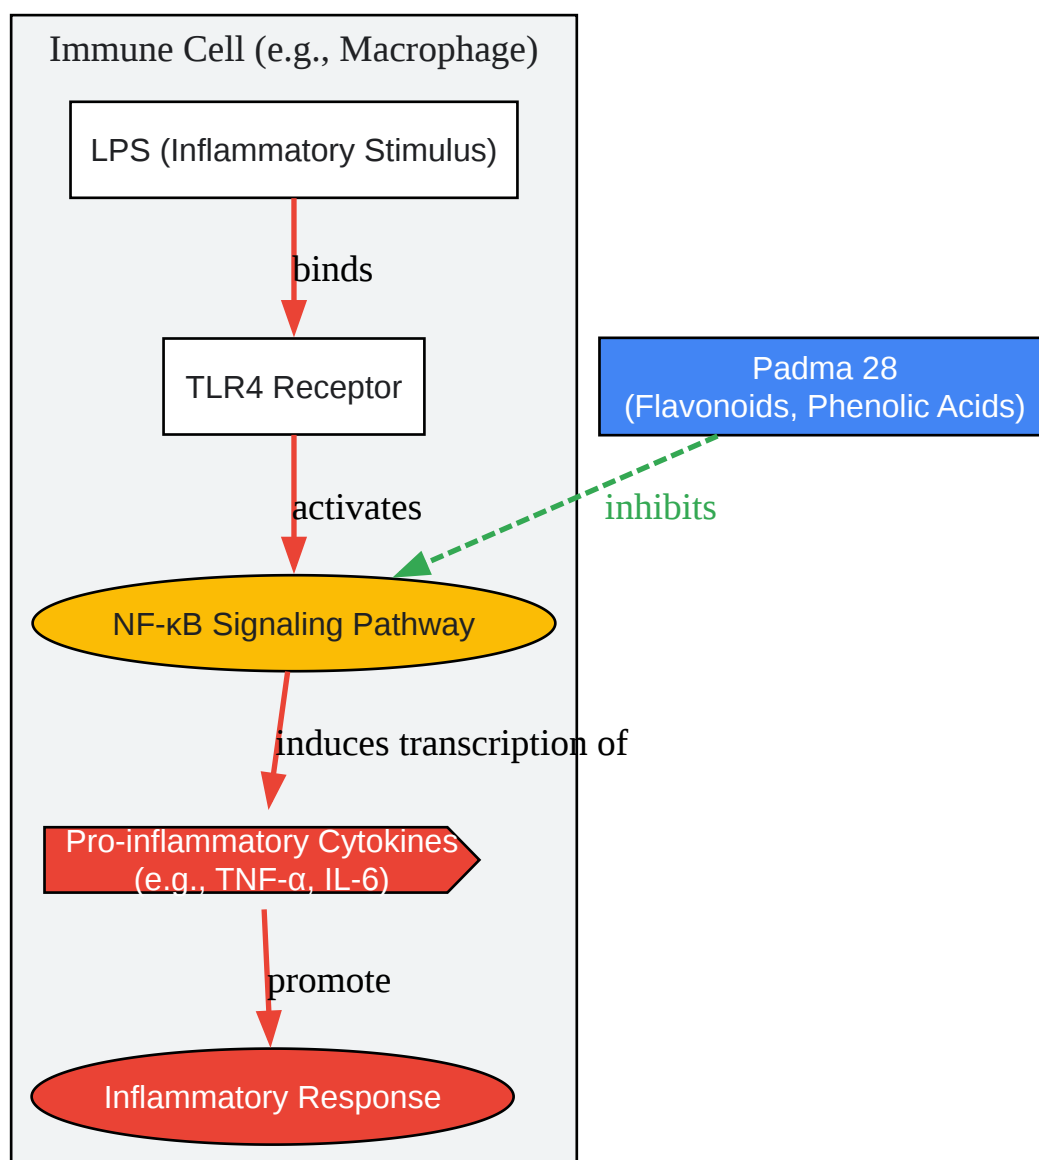 Immune Cell (e.g., Macrophage)
LPS (Inflammatory Stimulus)
binds
TLR4 Receptor
Padma 28
(Flavonoids, Phenolic Acids)
activates
inhibits
NF-κB Signaling Pathway
induces transcription of
Pro-inflammatory Cytokines
(e.g., TNF-α, IL-6)
promote
Inflammatory Response